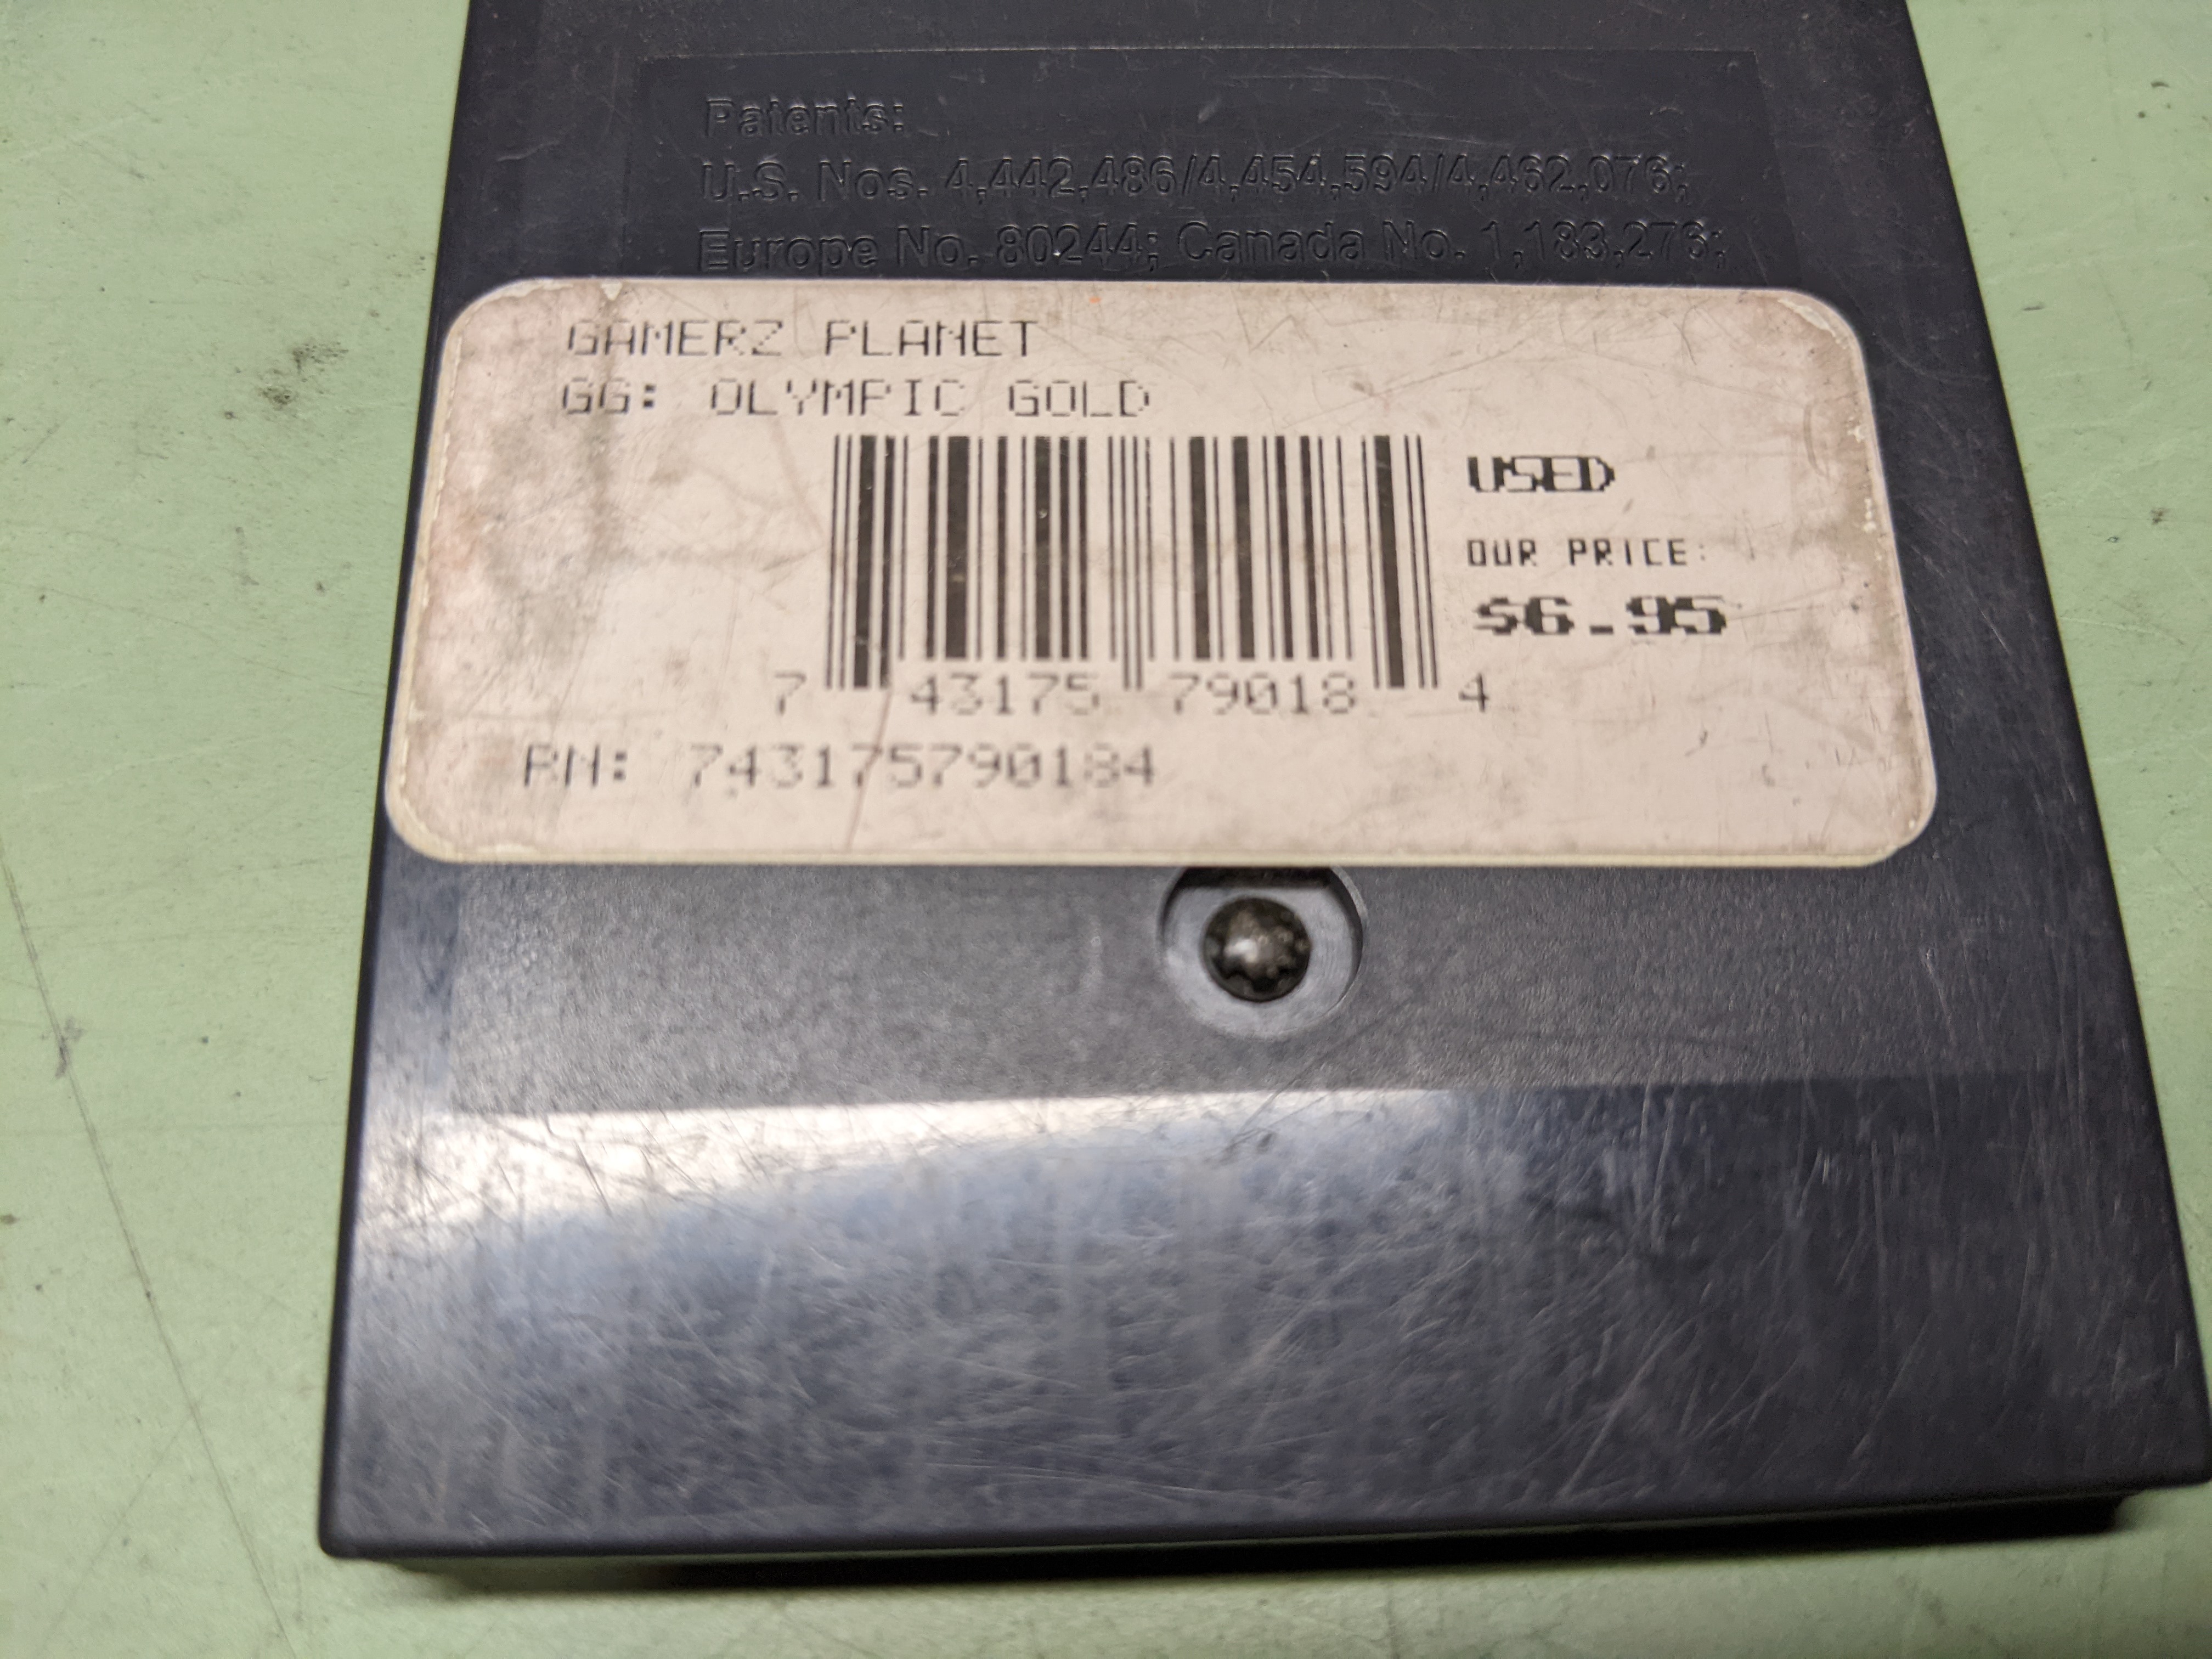 Patents:
U.S. Nos. 4,442,486/4,454,594/4,462,076;
Europe No. 80244; Canada No. 1,183,276;
GAMERZ PLANET
GG: OLYMPIC GOLD
USED
OUR PRICE:
$6.95
7 43175 79018 4
RN: 743175790184